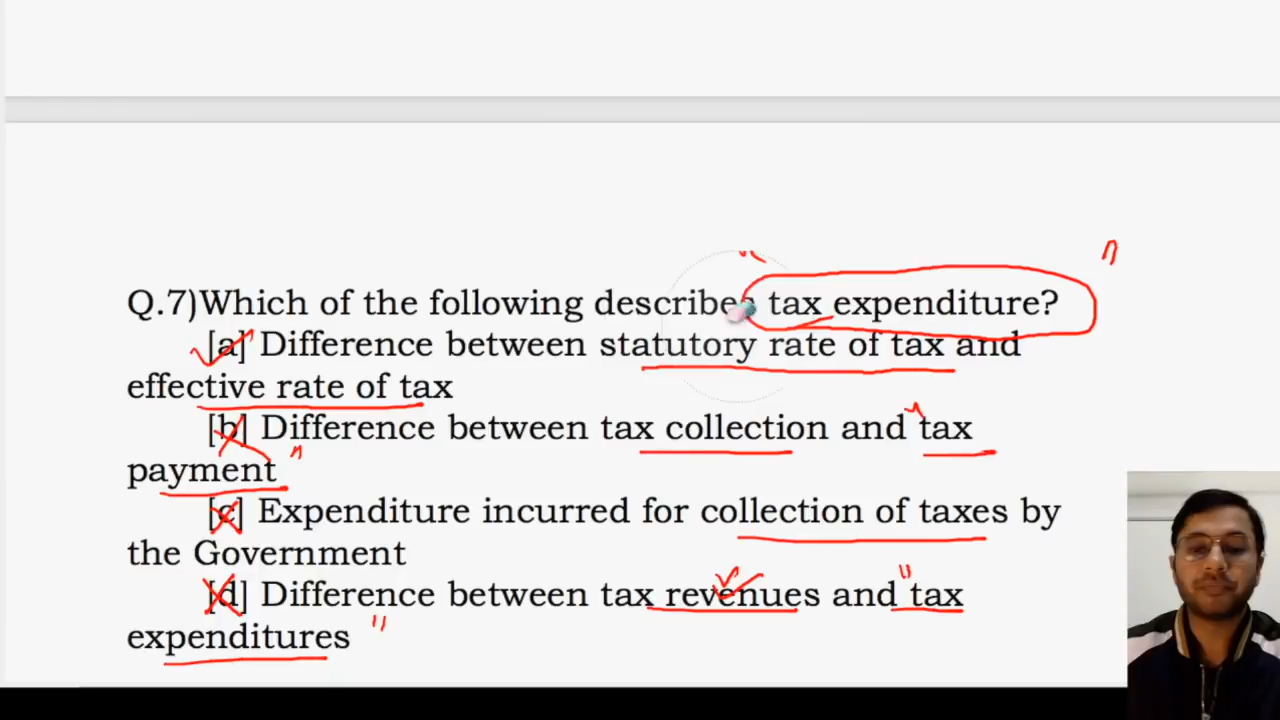 Q.7)Which of the following describes tax expenditure?
[a] Difference between statutory rate of tax and
effective rate of tax
[b] Difference between tax collection and tax
payment
[c] Expenditure incurred for collection of taxes by
the Government
[d] Difference between tax revenues and tax
expenditures